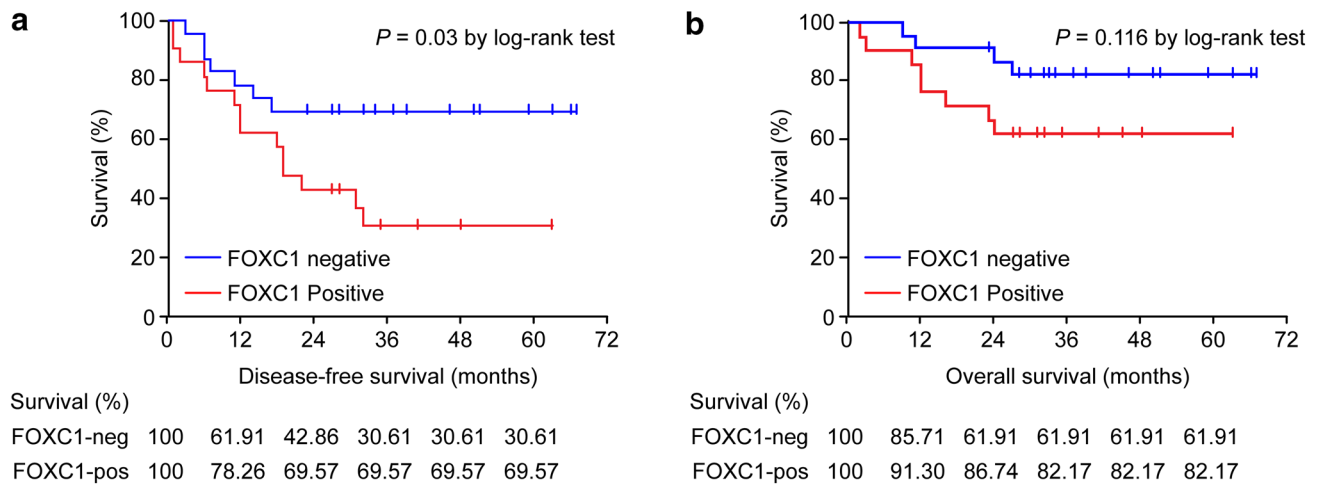 a
P = 0.03 by log-rank test
100
80
60
40
20
0
Survival (%)
FOXC1 negative
FOXC1 Positive
0 12 24 36 48 60 72
Disease-free survival (months)
Survival (%)
FOXC1-neg 100 61.91 42.86 30.61 30.61 30.61
FOXC1-pos 100 78.26 69.57 69.57 69.57 69.57
b
P = 0.116 by log-rank test
100
80
60
40
20
0
Survival (%)
FOXC1 negative
FOXC1 Positive
0 12 24 36 48 60 72
Overall survival (months)
Survival (%)
FOXC1-neg 100 85.71 61.91 61.91 61.91 61.91
FOXC1-pos 100 91.30 86.74 82.17 82.17 82.17